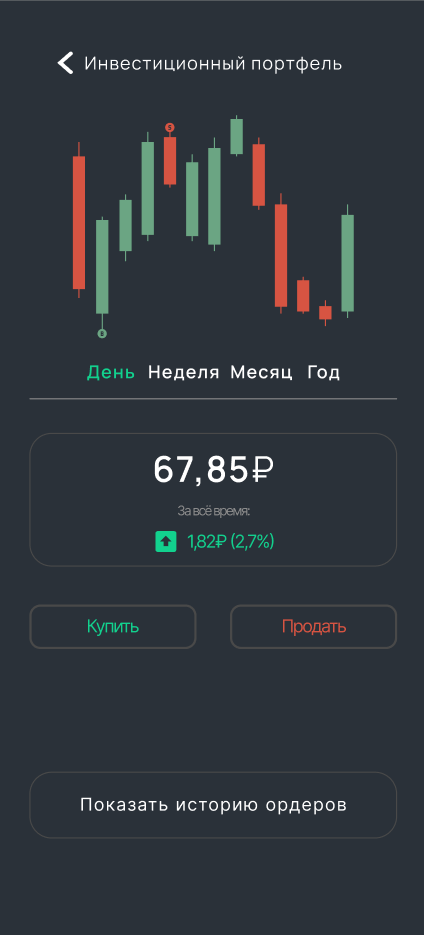 Инвестиционный портфель
День Неделя Месяц Год
67,85₽
За всё время:
1,82₽ (2,7%)
Купить Продать
Показать историю ордеров